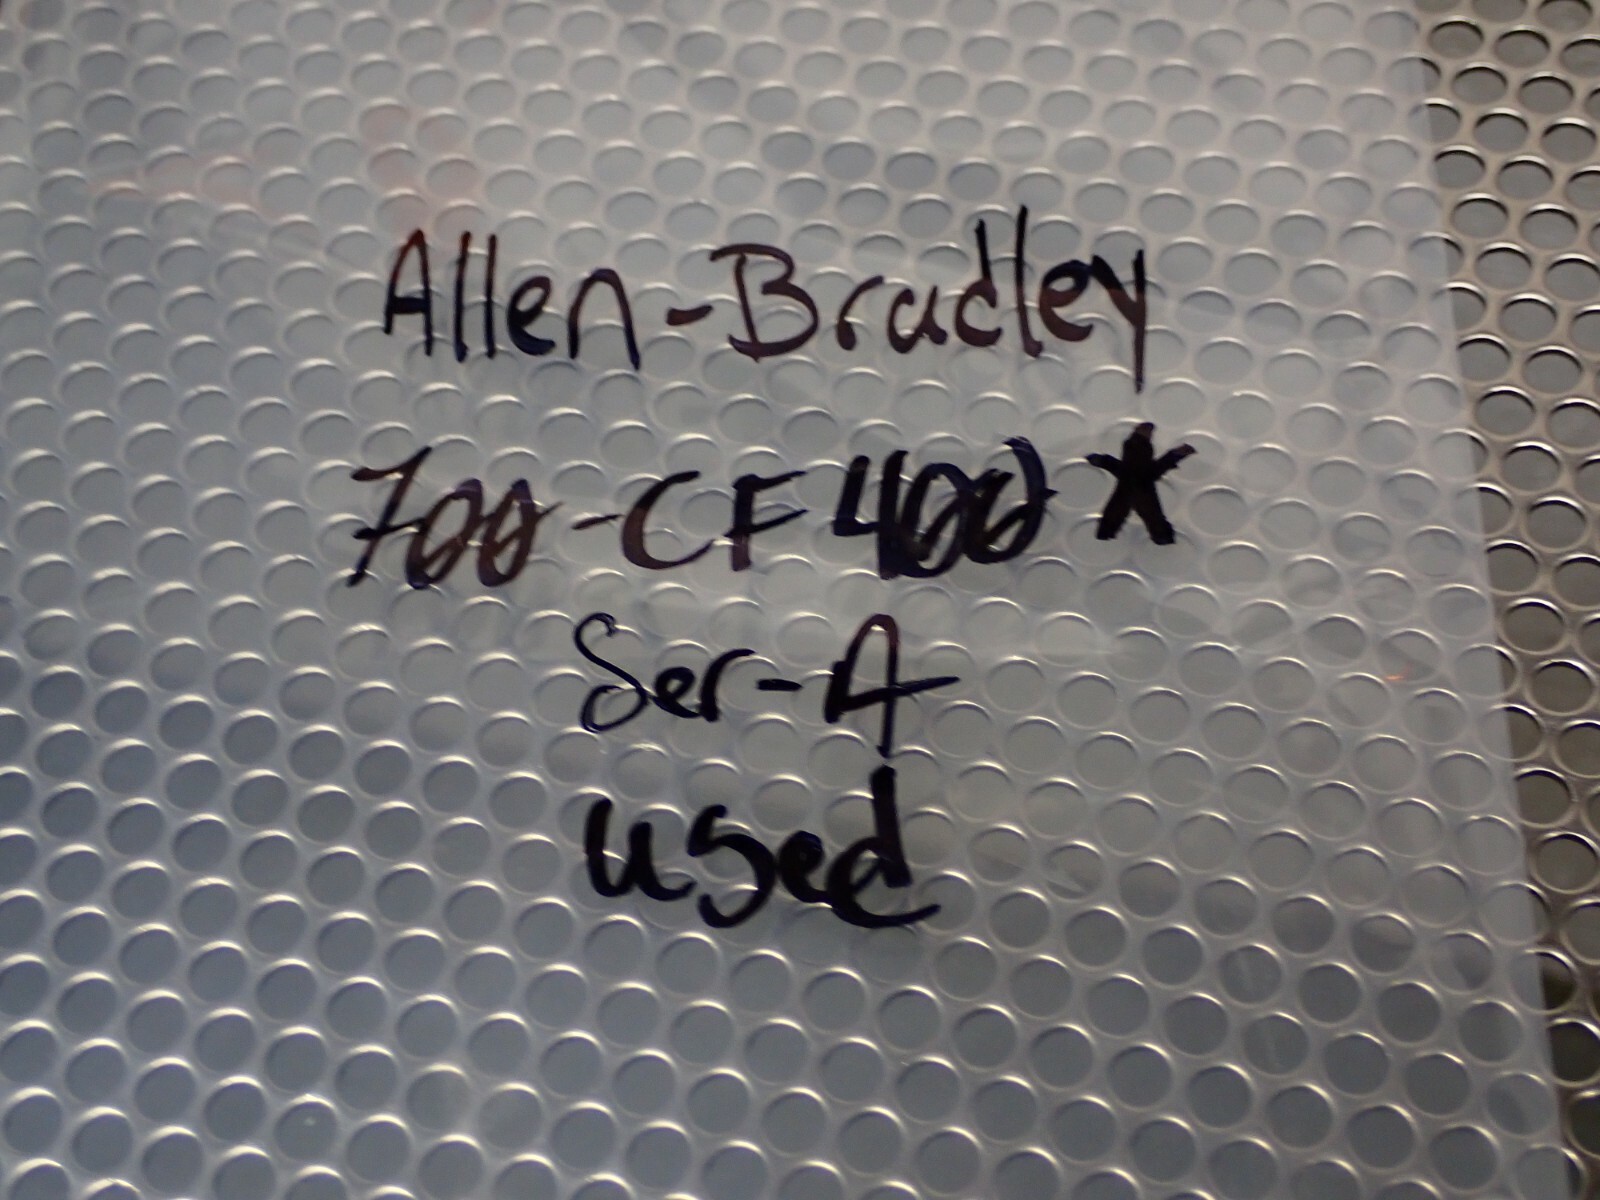 Allen-Bradley
700-CF400*
Ser-A
used